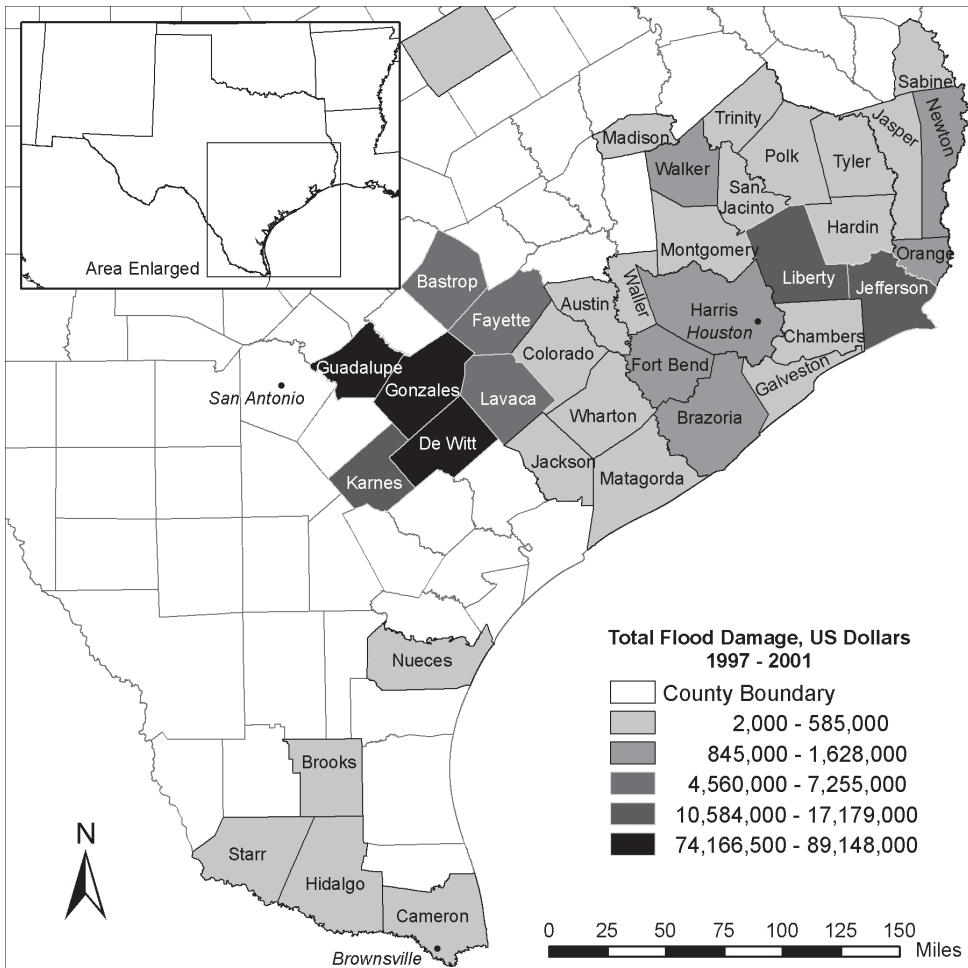 Area Enlarged
Sabine
Newton
Jasper
Trinity
Madison
Polk
Tyler
Walker
San
Jacinto
Hardin
Montgomery
Orange
Liberty
Jefferson
Bastrop
Waller
Austin
Harris
Houston
Fayette
Chambers
Colorado
Galveston
Guadalupe
Fort Bend
Gonzales
San Antonio
Lavaca
Wharton
Brazoria
De Witt
Jackson
Karnes
Matagorda
Nueces
Brooks
Starr
Hidalgo
Cameron
Brownsville
N
Total Flood Damage, US Dollars
1997 - 2001
County Boundary
2,000 - 585,000
845,000 - 1,628,000
4,560,000 - 7,255,000
10,584,000 - 17,179,000
74,166,500 - 89,148,000
0 25 50 75 100 125 150
Miles